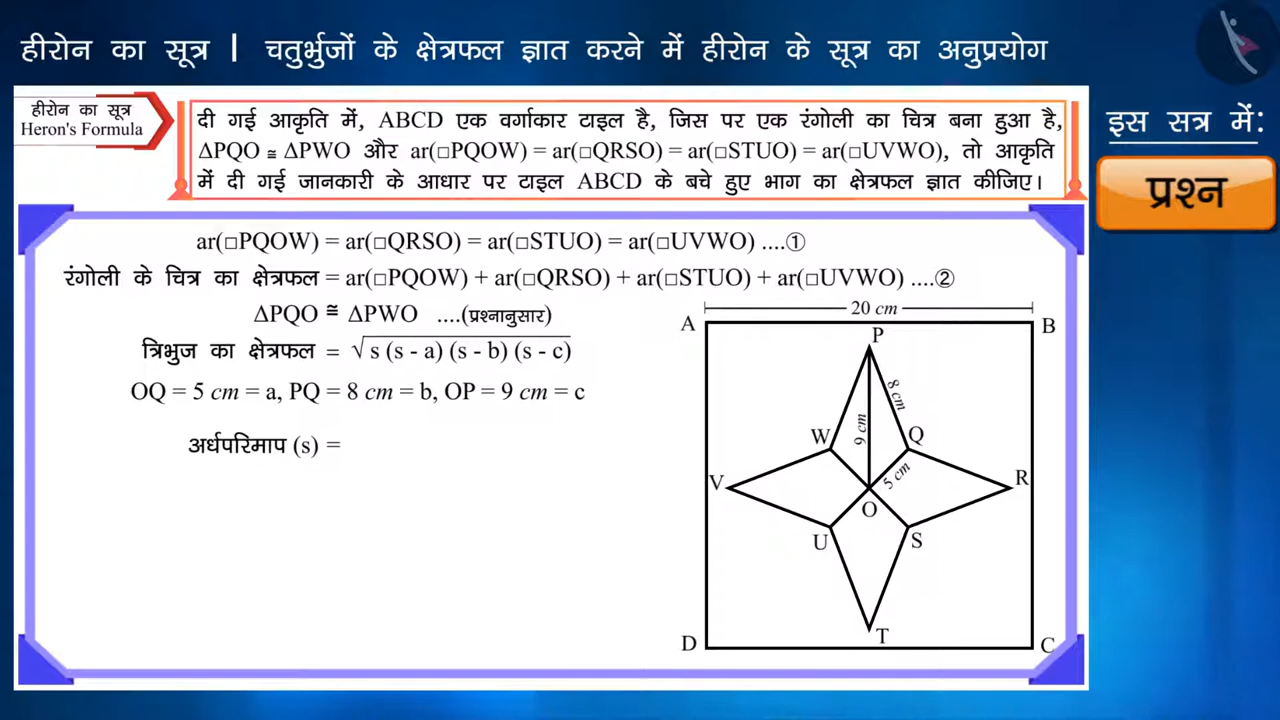 हीरोन का सूत्र | चतुर्भुजों के क्षेत्रफल ज्ञात करने में हीरोन के सूत्र का अनुप्रयोग
हीरोन का सूत्र
Heron's Formula
दी गई आकृति में, ABCD एक वर्गाकार टाइल है, जिस पर एक रंगोली का चित्र बना हुआ है,
ΔPQO ≅ ΔPWO और ar(□PQOW) = ar(□QRSO) = ar(□STUO) = ar(□UVWO), तो आकृति
में दी गई जानकारी के आधार पर टाइल ABCD के बचे हुए भाग का क्षेत्रफल ज्ञात कीजिए।
इस सत्र में:
प्रश्न
ar(□PQOW) = ar(□QRSO) = ar(□STUO) = ar(□UVWO) ....①
रंगोली के चित्र का क्षेत्रफल = ar(□PQOW) + ar(□QRSO) + ar(□STUO) + ar(□UVWO) ....②
ΔPQO ≅ ΔPWO ....(प्रश्नानुसार)
त्रिभुज का क्षेत्रफल = √s (s - a) (s - b) (s - c)
OQ = 5 cm = a, PQ = 8 cm = b, OP = 9 cm = c
अर्धपरिमाप (s) =
20 cm
A
B
P
8 cm
9 cm
W
Q
5 cm
V
R
O
U
S
T
D
C